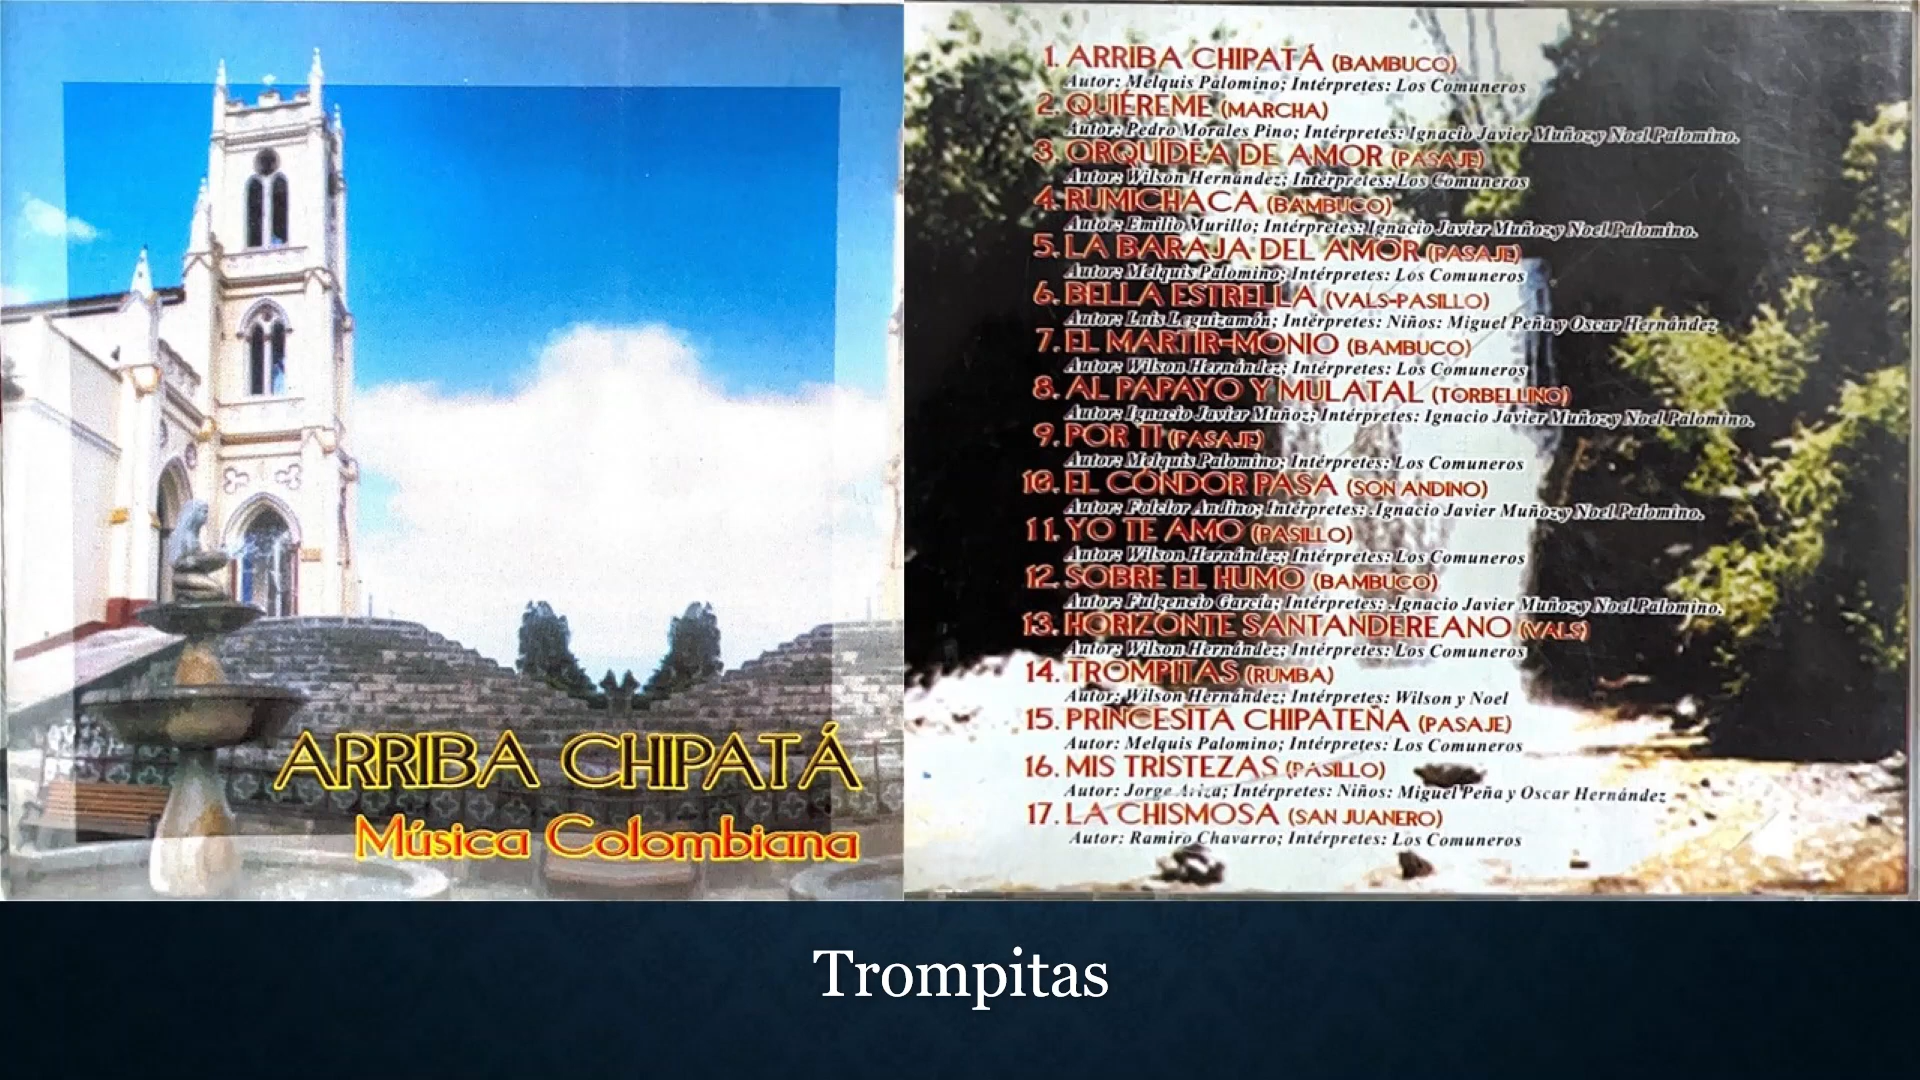 ARRIBA CHIPATÁ
Música Colombiana
1. ARRIBA CHIPATÁ (BAMBUCO)
Autor: Melquis Palomino; Intérpretes: Los Comuneros
2. QUIÉREME (MARCHA)
Autor: Pedro Morales Pino; Intérpretes: Ignacio Javier Muñoz y Noel Palomino.
3. ORQUÍDEA DE AMOR (PASAJE)
Autor: Wilson Hernández; Intérpretes: Los Comuneros
4. RUMICHACA (BAMBUCO)
Autor: Emilio Murillo; Intérpretes: Ignacio Javier Muñoz y Noel Palomino.
5. LA BARAJA DEL AMOR (PASAJE)
Autor: Melquis Palomino; Intérpretes: Los Comuneros
6. BELLA ESTRELLA (VALS-PASILLO)
Autor: Luis Leguizamón; Intérpretes: Niños: Miguel Peña y Oscar Hernández
7. EL MARTIR-MONIO (BAMBUCO)
Autor: Wilson Hernández; Intérpretes: Los Comuneros
8. AL PAPAYO Y MULATAL (TORBELLINO)
Autor: Ignacio Javier Muñoz; Intérpretes: Ignacio Javier Muñoz y Noel Palomino.
9. POR TI (PASAJE)
Autor: Melquis Palomino; Intérpretes: Los Comuneros
10. EL CÓNDOR PASA (SON ANDINO)
Autor: Folclor Andino; Intérpretes: .Ignacio Javier Muñoz y Noel Palomino.
11. YO TE AMO (PASILLO)
Autor: Wilson Hernández; Intérpretes: Los Comuneros
12. SOBRE EL HUMO (BAMBUCO)
Autor: Fulgencio García; Intérpretes: .Ignacio Javier Muñoz y Noel Palomino.
13. HORIZONTE SANTANDEREANO (VALS)
Autor: Wilson Hernández; Intérpretes: Los Comuneros
14. TROMPITAS (RUMBA)
Autor: Wilson Hernández; Intérpretes: Wilson y Noel
15. PRINCESITA CHIPATEÑA (PASAJE)
Autor: Melquis Palomino; Intérpretes: Los Comuneros
16. MIS TRISTEZAS (PASILLO)
Autor: Jorge Ariza; Intérpretes: Niños: Miguel Peña y Oscar Hernández
17. LA CHISMOSA (SAN JUANERO)
Autor: Ramiro Chavarro; Intérpretes: Los Comuneros
Trompitas